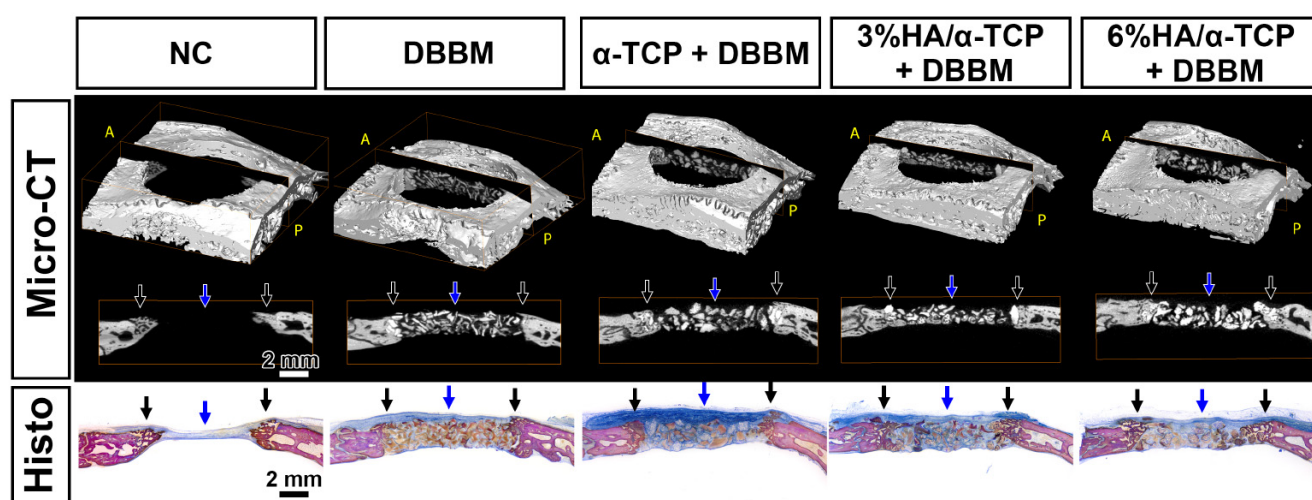 NC
DBBM
α-TCP + DBBM
3%HA/α-TCP
+ DBBM
6%HA/α-TCP
+ DBBM
Micro-CT
A
P
A
P
A
P
A
P
A
P
2 mm
Histo
2 mm